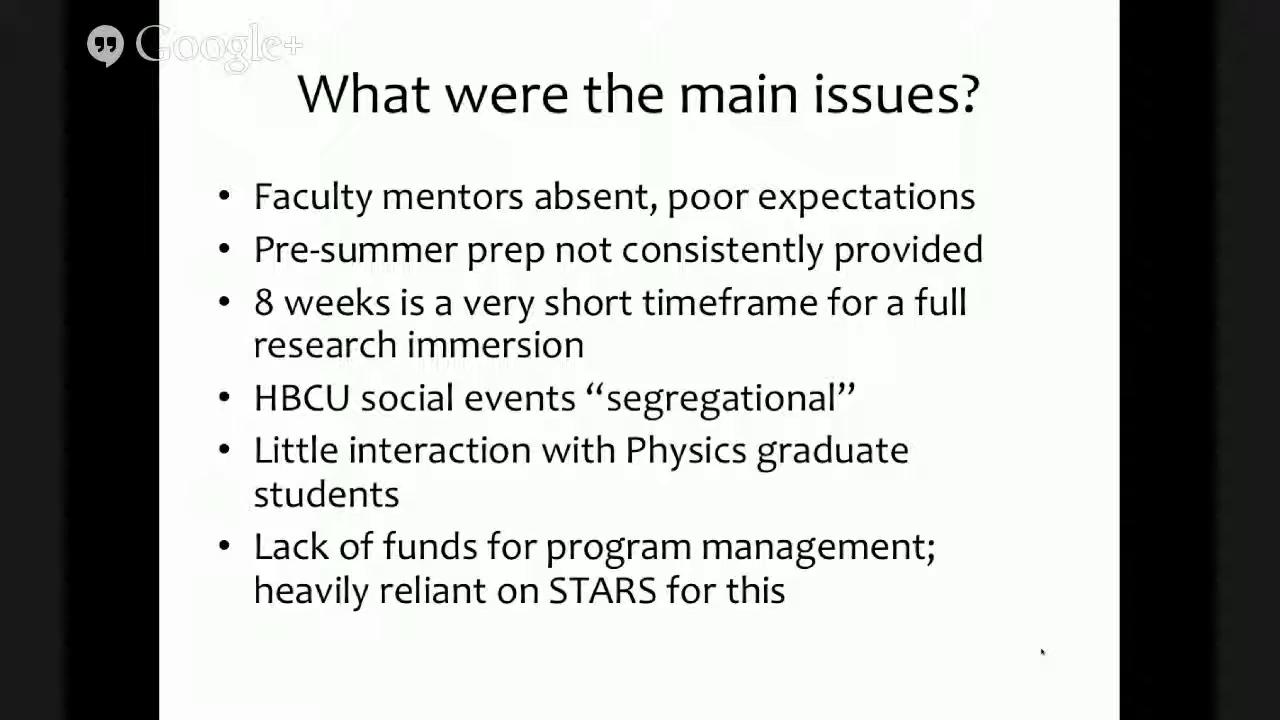 Google+
What were the main issues?
• Faculty mentors absent, poor expectations
• Pre-summer prep not consistently provided
• 8 weeks is a very short timeframe for a full
research immersion
• HBCU social events “segregational”
• Little interaction with Physics graduate
students
• Lack of funds for program management;
heavily reliant on STARS for this